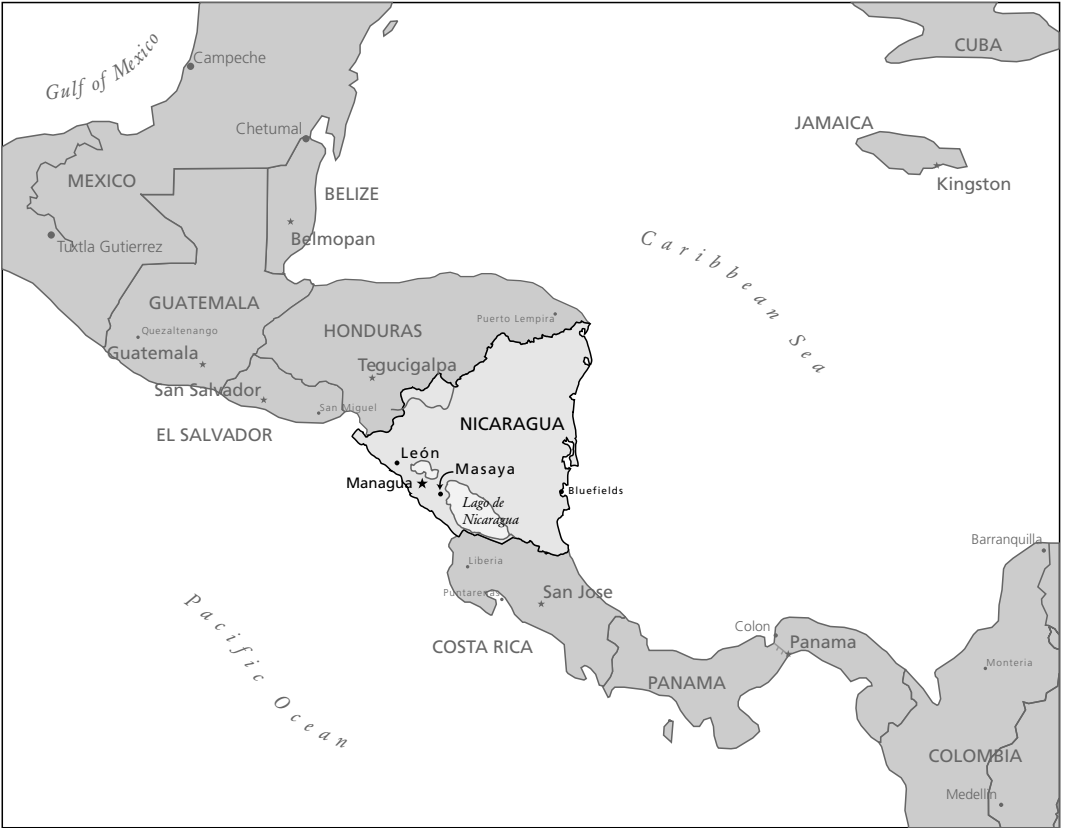 CUBA
Campeche
Gulf of Mexico
JAMAICA
Chetumal
MEXICO
Kingston
BELIZE
Belmopan
Caribbean Sea
Tuxtla Gutierrez
GUATEMALA
Puerto Lempira
Quezaltenango
HONDURAS
Guatemala
Tegucigalpa
San Salvador
San Miguel
NICARAGUA
EL SALVADOR
León
Masaya
Managua
Bluefields
Lago de
Nicaragua
Barranquilla
Liberia
Puntarenas
San Jose
Pacific Ocean
Colon
Panama
COSTA RICA
Monteria
PANAMA
COLOMBIA
Medellin